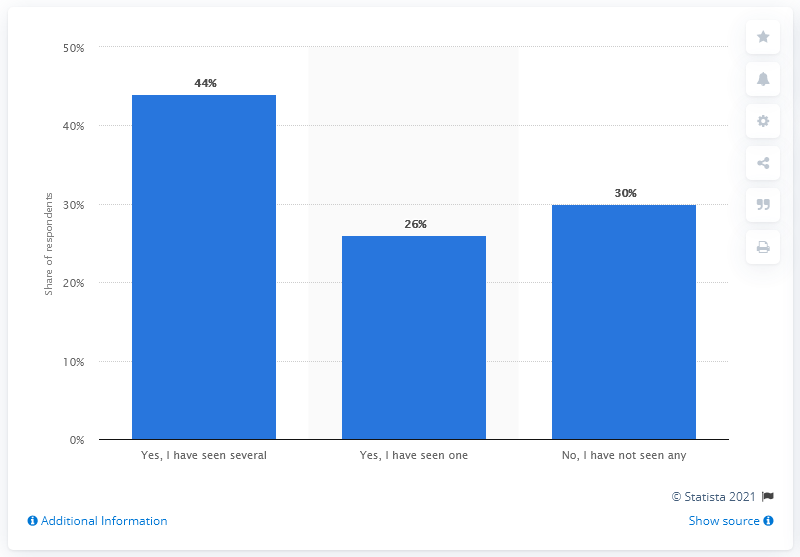 50%
40%
30%
20%
10%
0%
Share of respondents
44%
26%
30%
Yes, I have seen several
Yes, I have seen one
No, I have not seen any
© Statista 2021
Additional Information
Show source